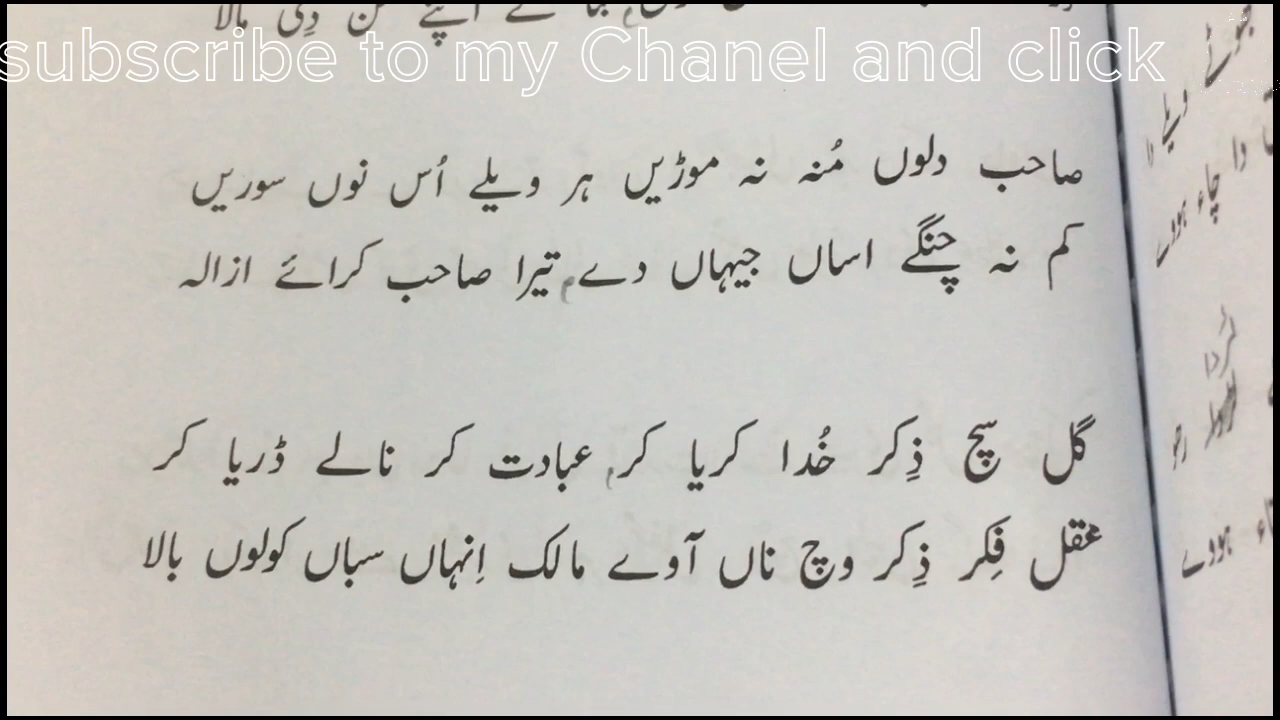 دِی مالا
subscribe to my Chanel and click
صاحب دلوں مُنہ نہ موڑیں ہر ویلے اُس نوں سوریں
کم نہ چنگے اساں جیہاں دے، تیرا صاحب کرائے ازالہ
گل سچ ذِکر خُدا کریا کر، عبادت کر نالے ڈریا کر
عقل فِکر ذِکر وچ ناں آوے مالک اِنہاں سباں کولوں بالا